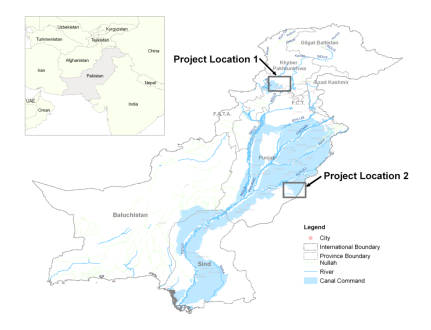 Uzbekistan
Kyrgyzstan
Turkmenistan
Tajikistan
China
Afghanistan
Iran
Pakistan
Nepal
UAE
Oman
India
Gilgit Baltistan
Project Location 1
Khyber
Pakhtunkhwa
Azad Kashmir
F.C.T.
F.A.T.A.
Punjab
Project Location 2
Baluchistan
Sind
Legend
City
International Boundary
Province Boundary
Nullah
River
Canal Command